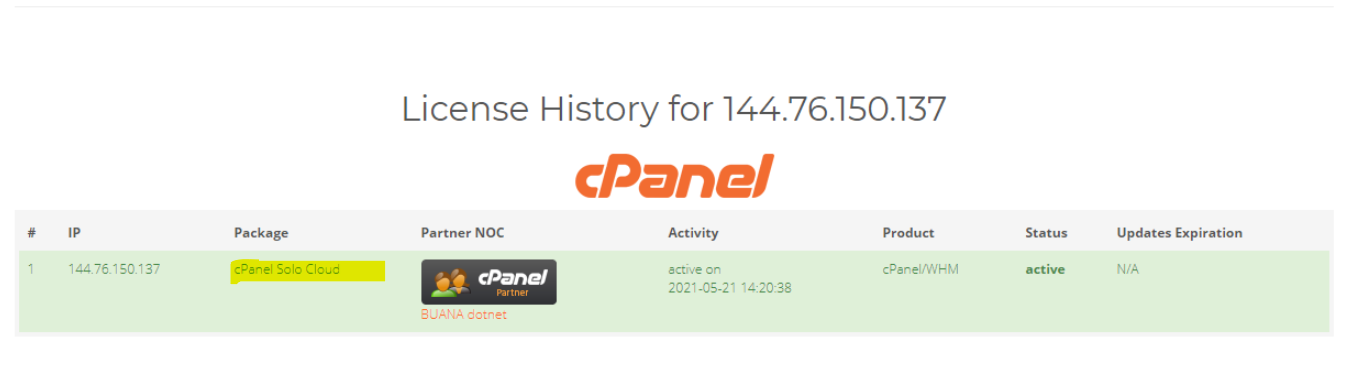 License History for 144.76.150.137
cPanel
# IP Package Partner NOC Activity Product Status Updates Expiration
1 144.76.150.137 cPanel Solo Cloud cPanel Partner BUANA dotnet active on 2021-05-21 14:20:38 cPanel/WHM active N/A